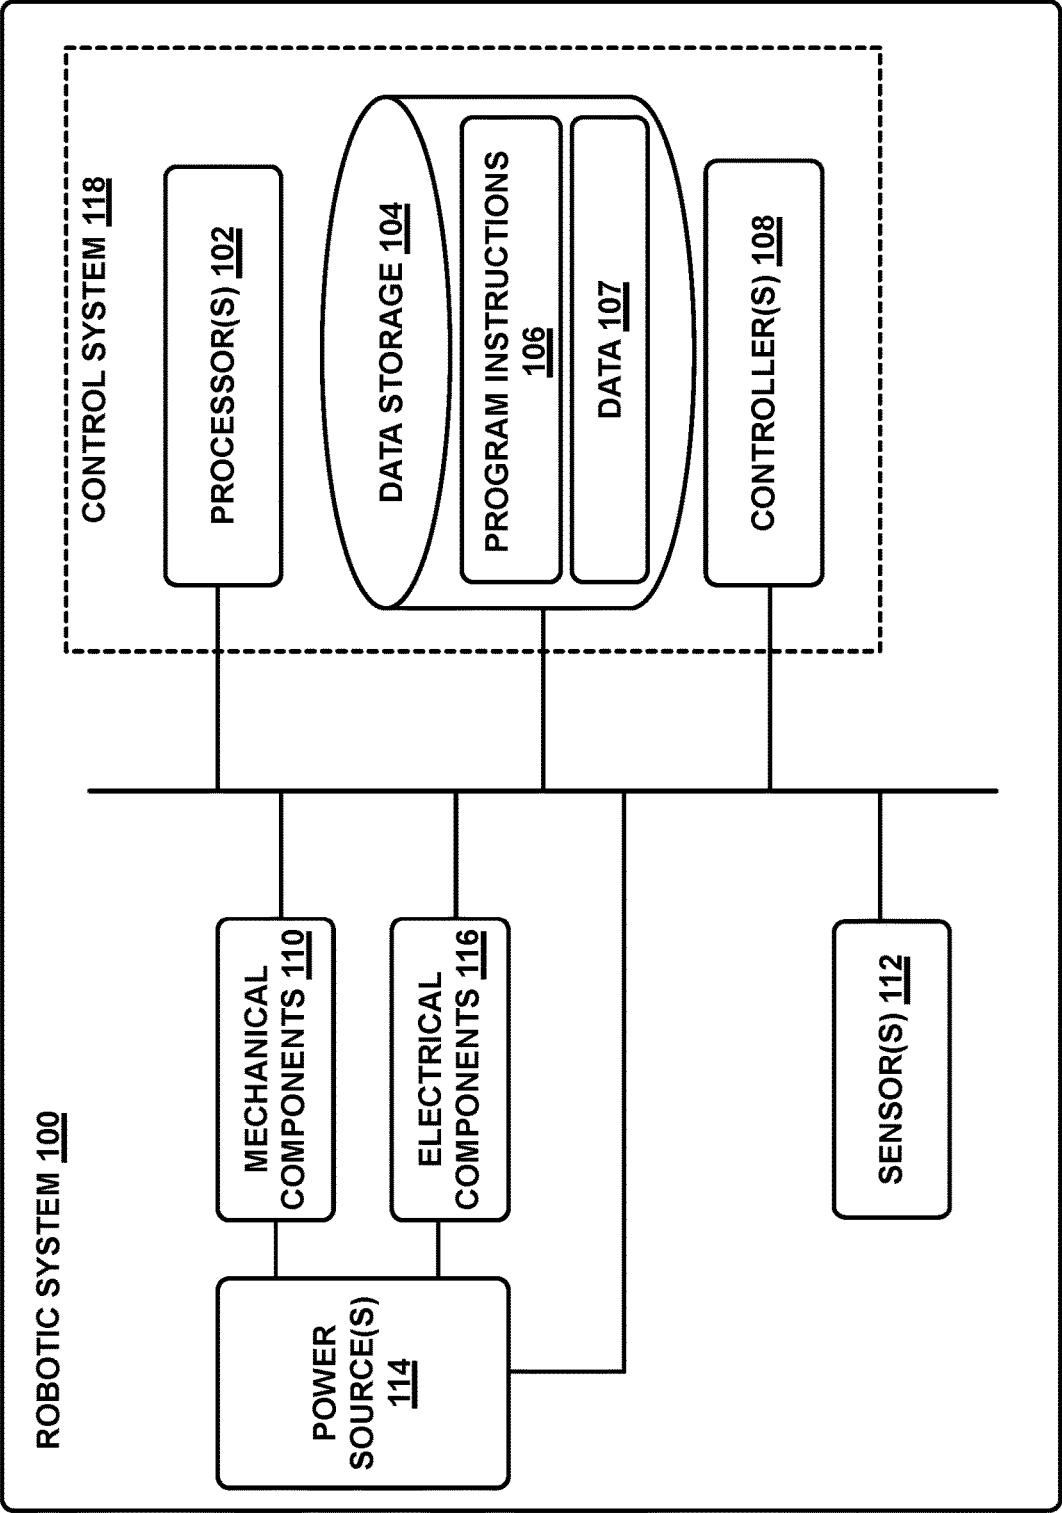 ROBOTIC SYSTEM 100
CONTROL SYSTEM 118
PROCESSOR(S) 102
DATA STORAGE 104
PROGRAM INSTRUCTIONS
106
DATA 107
CONTROLLER(S) 108
MECHANICAL
COMPONENTS 110
ELECTRICAL
COMPONENTS 116
POWER
SOURCE(S)
114
SENSOR(S) 112